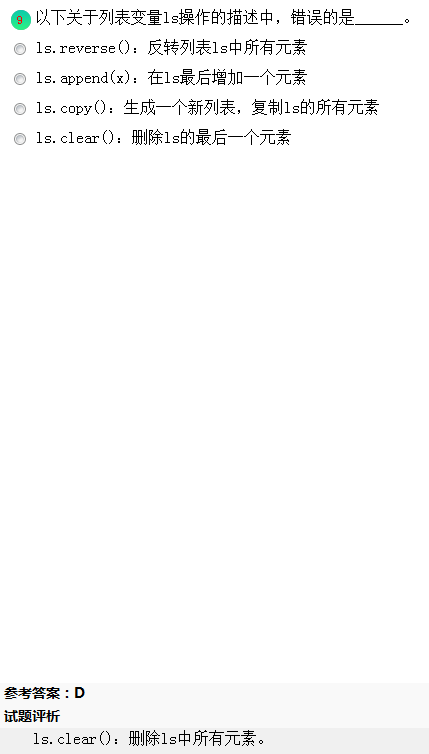 9 以下关于列表变量ls操作的描述中，错误的是______。
ls.reverse()：反转列表ls中所有元素
ls.append(x)：在ls最后增加一个元素
ls.copy()：生成一个新列表，复制ls的所有元素
ls.clear()：删除ls的最后一个元素
参考答案：D
试题评析
ls.clear()：删除ls中所有元素。